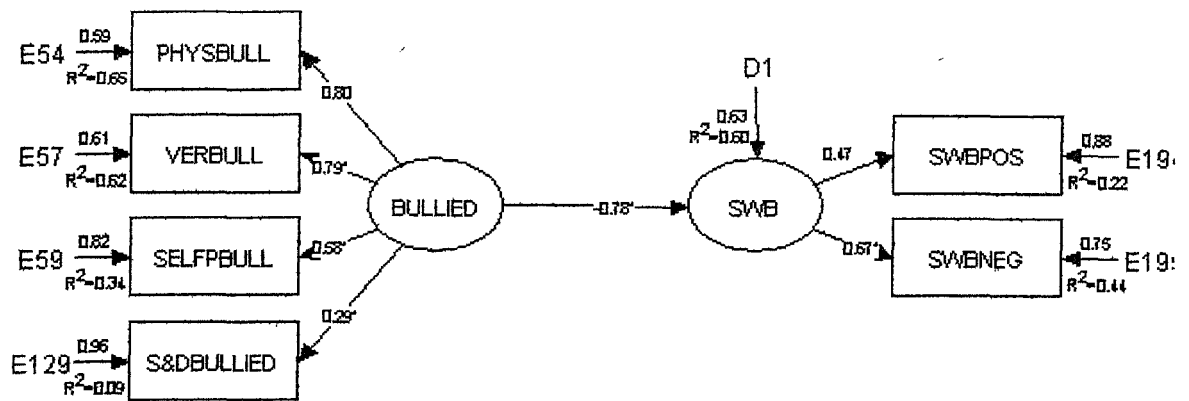 E54
0.59
R²=0.65
PHYSBULL
0.80
E57
0.61
R²=0.62
VERBULL
0.79*
E59
0.82
R²=0.34
SELFPBULL
0.58*
E129
0.96
R²=0.09
S&DBULLIED
0.29*
BULLIED
-0.78*
D1
0.63
R²=0.60
SWB
0.47
SWBPOS
0.88
R²=0.22
E19
0.67*
SWBNEG
0.75
R²=0.44
E19